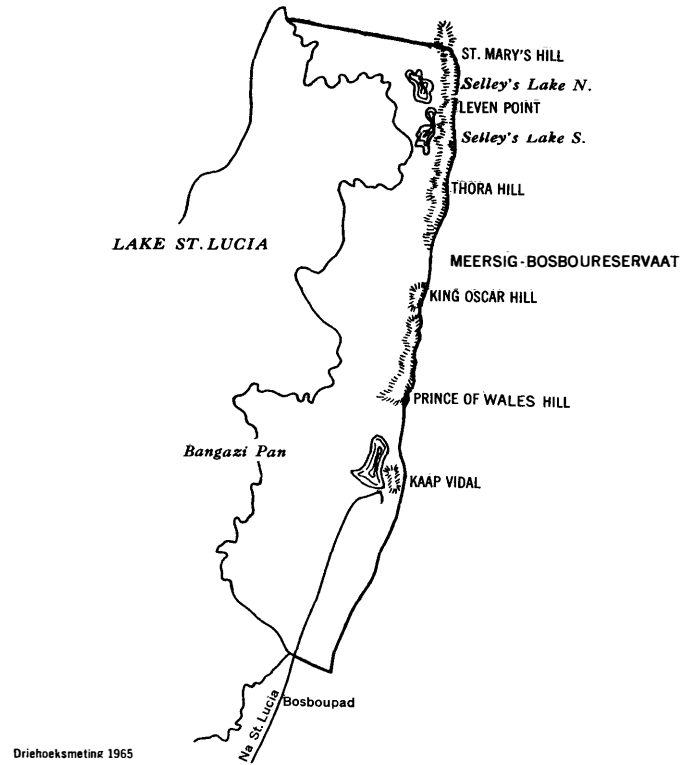 ST. MARY'S HILL
Selley's Lake N.
LEVEN POINT
Selley's Lake S.
THORA HILL
LAKE ST. LUCIA
MEERSIG-BOSBOURESERVAAT
KING OSCAR HILL
PRINCE OF WALES HILL
Bangazi Pan
KAAP VIDAL
Na St. Lucia
Bosboupad
Driehoeksmeting 1965